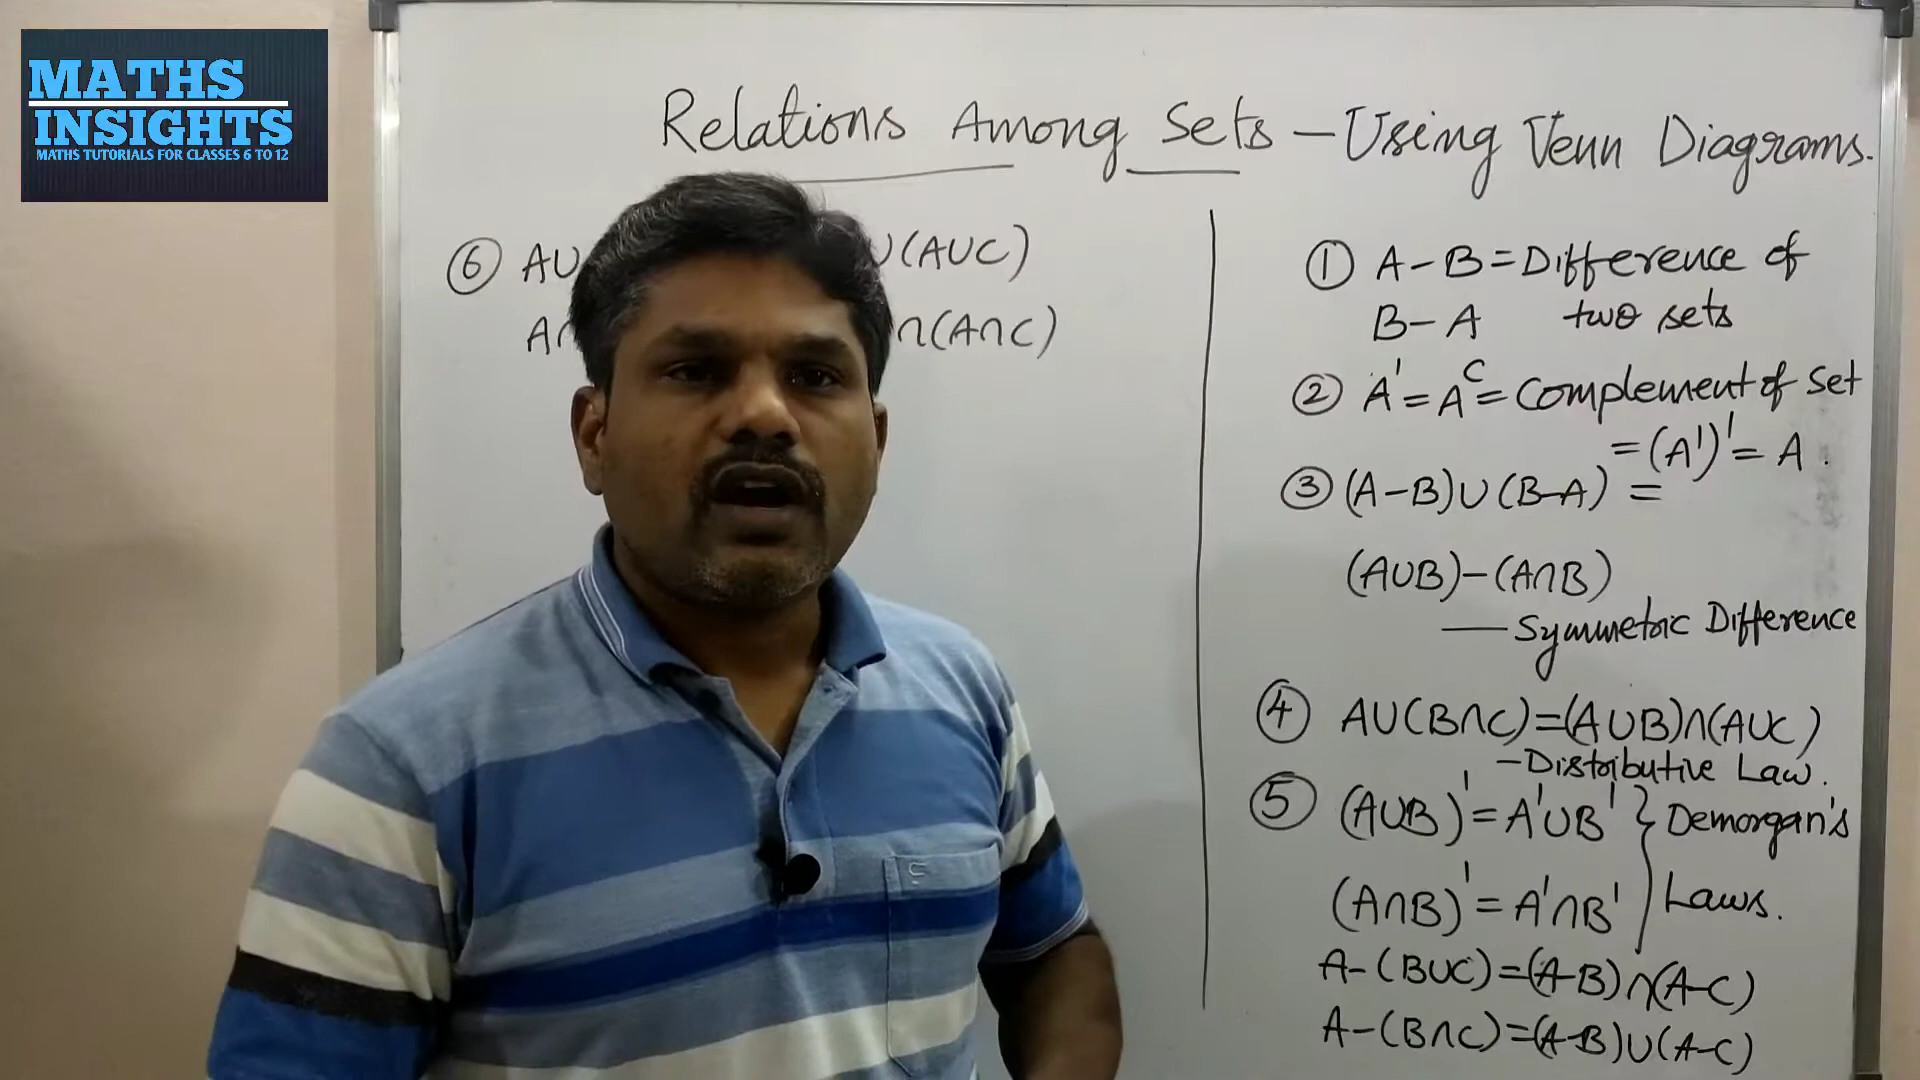 MATHS
INSIGHTS
MATHS TUTORIALS FOR CLASSES 6 TO 12
Relations Among Sets - Using Venn Diagrams.
⑥ AU U(AUC)
A∩ ∩(A∩C)
① A-B = Difference of
B-A two sets
② A' = Aᶜ = Complement of Set
= (A')' = A.
③ (A-B)∪(B-A) =
(A∪B)-(A∩B)
— Symmetric Difference
④ A∪(B∩C)=(A∪B)∩(A∪C)
- Distributive Law.
⑤ (A∪B)' = A'∪B' } Demorgan's
(A∩B)' = A'∩B' Laws.
A-(B∪C)=(A-B)∩(A-C)
A-(B∩C)=(A-B)∪(A-C)